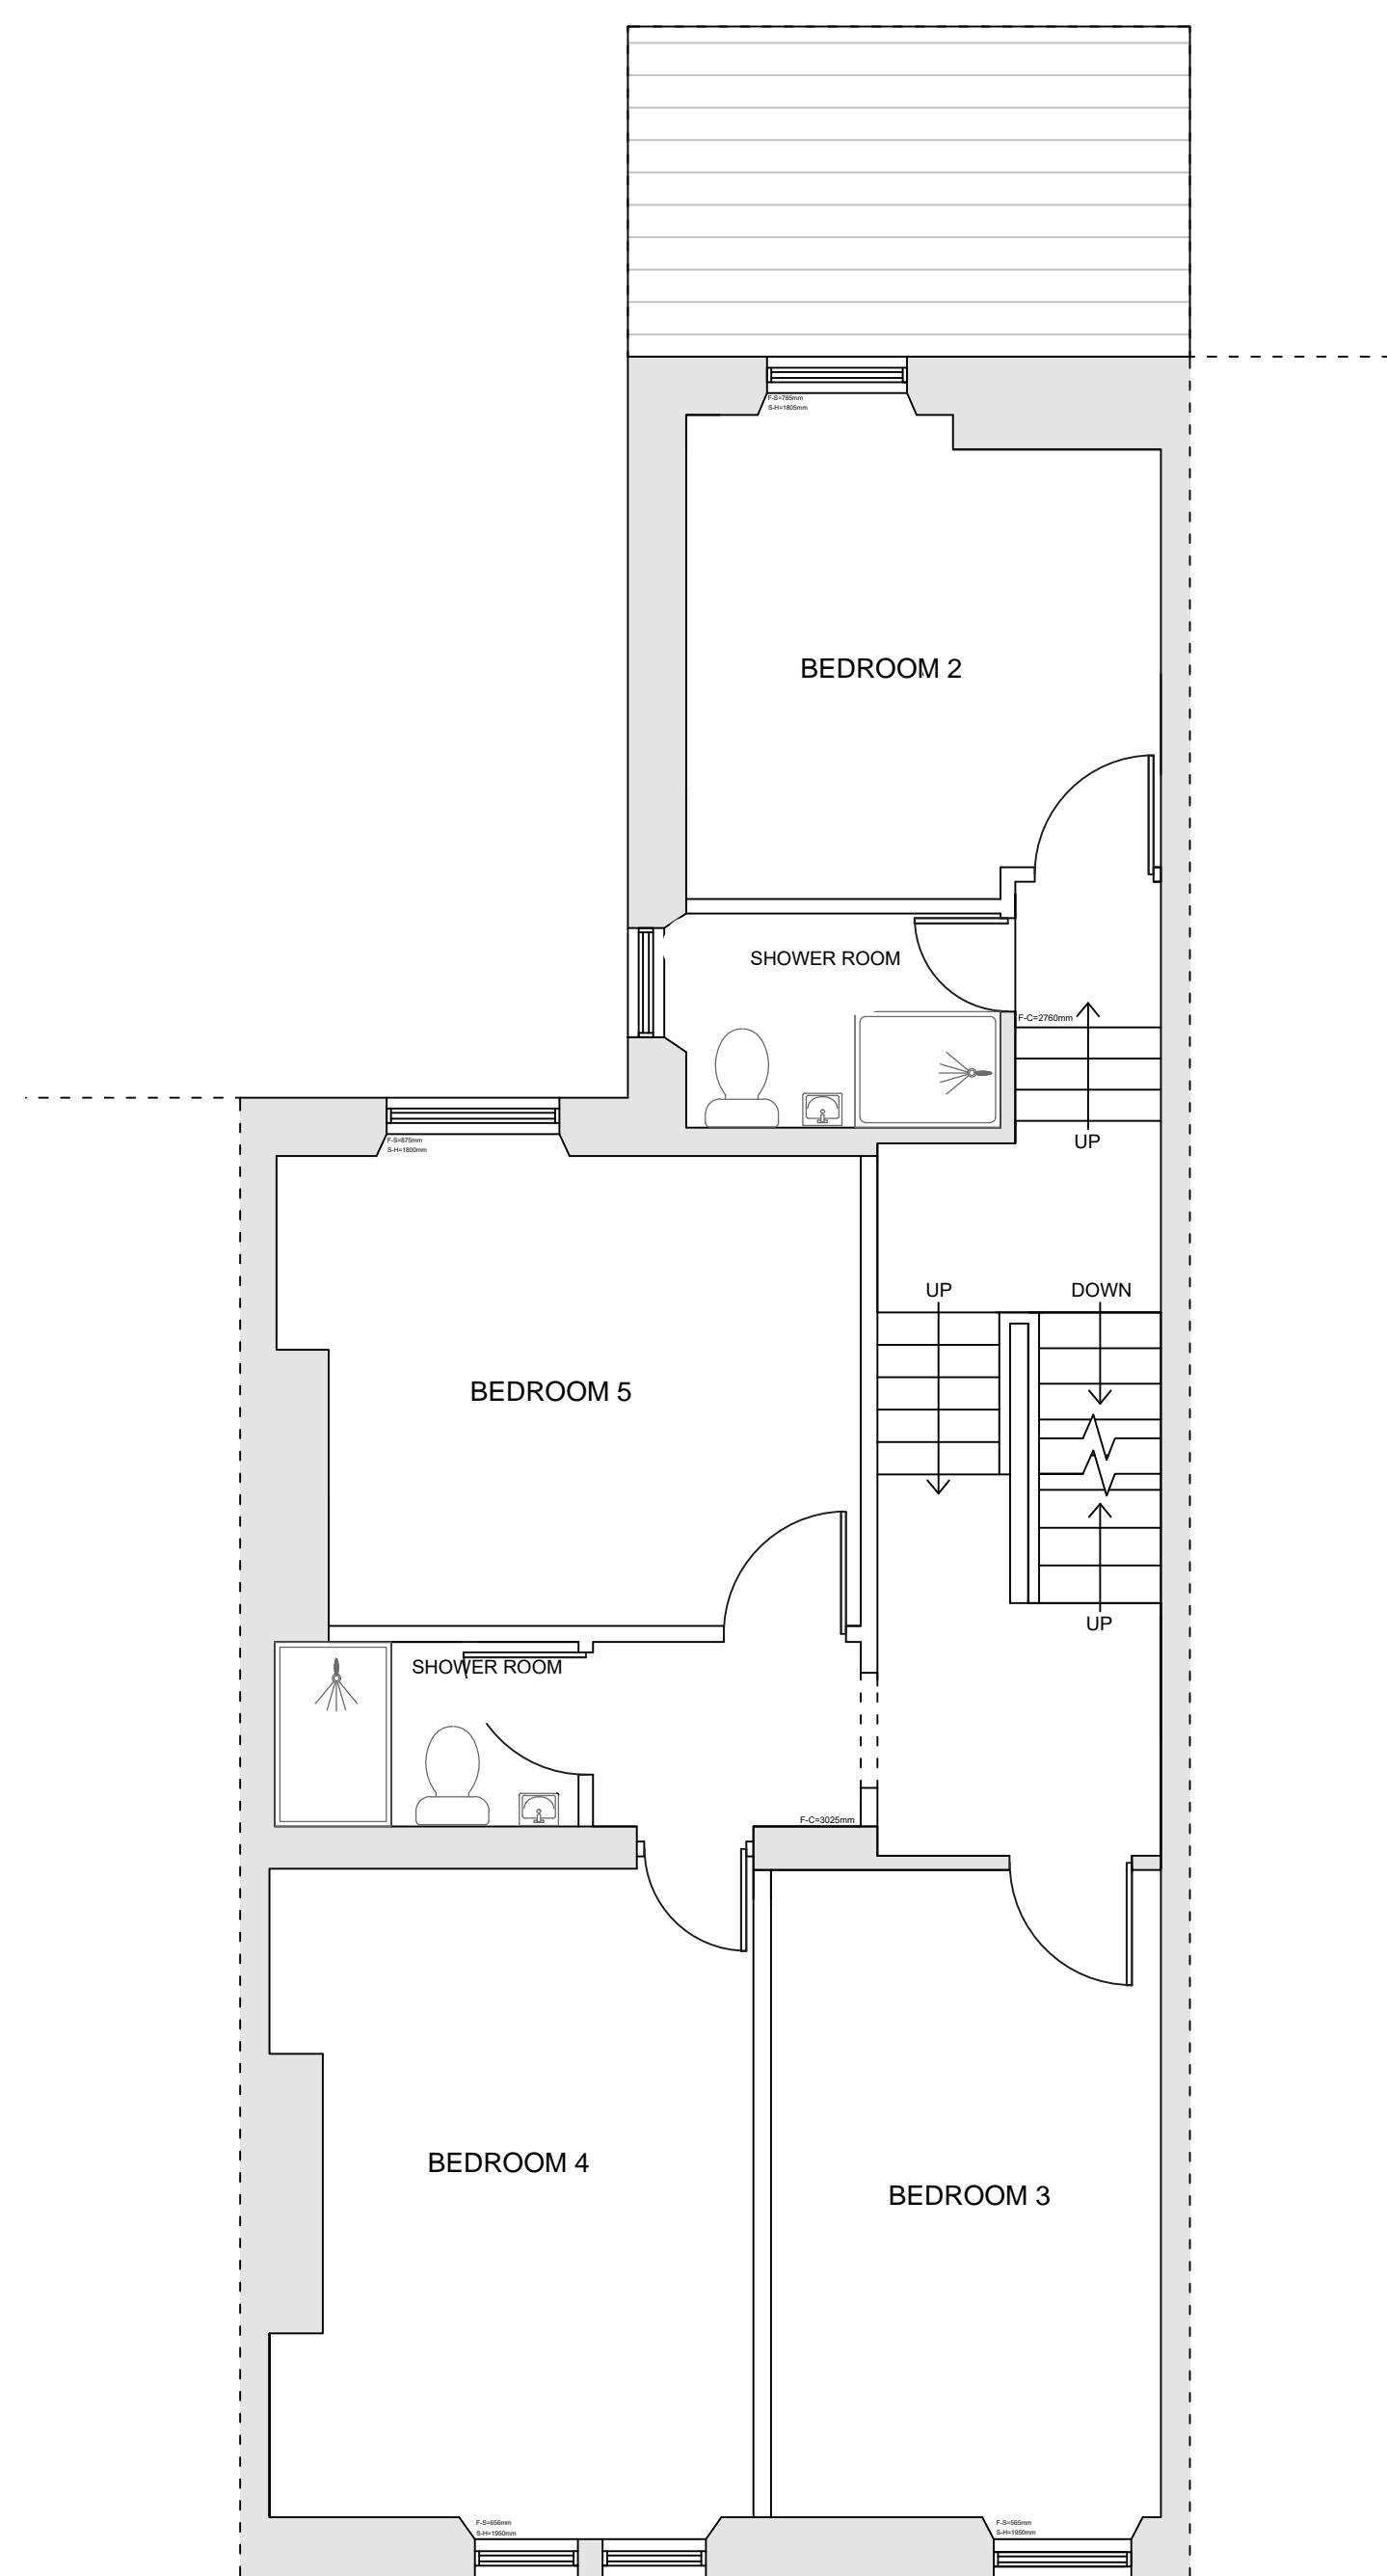 F-S=785mm
S-H=1805mm
BEDROOM 2
SHOWER ROOM
F-C=2760mm
UP
F-S=875mm
S-H=1800mm
UP
DOWN
BEDROOM 5
UP
SHOWER ROOM
F-C=3025mm
BEDROOM 4
BEDROOM 3
F-S=656mm
S-H=1950mm
F-S=565mm
S-H=1950mm